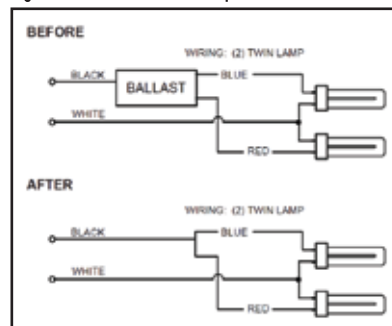 BEFORE
WIRING: (2) TWIN LAMP
BLACK
BALLAST
BLUE
WHITE
RED
AFTER
WIRING: (2) TWIN LAMP
BLACK
BLUE
WHITE
RED